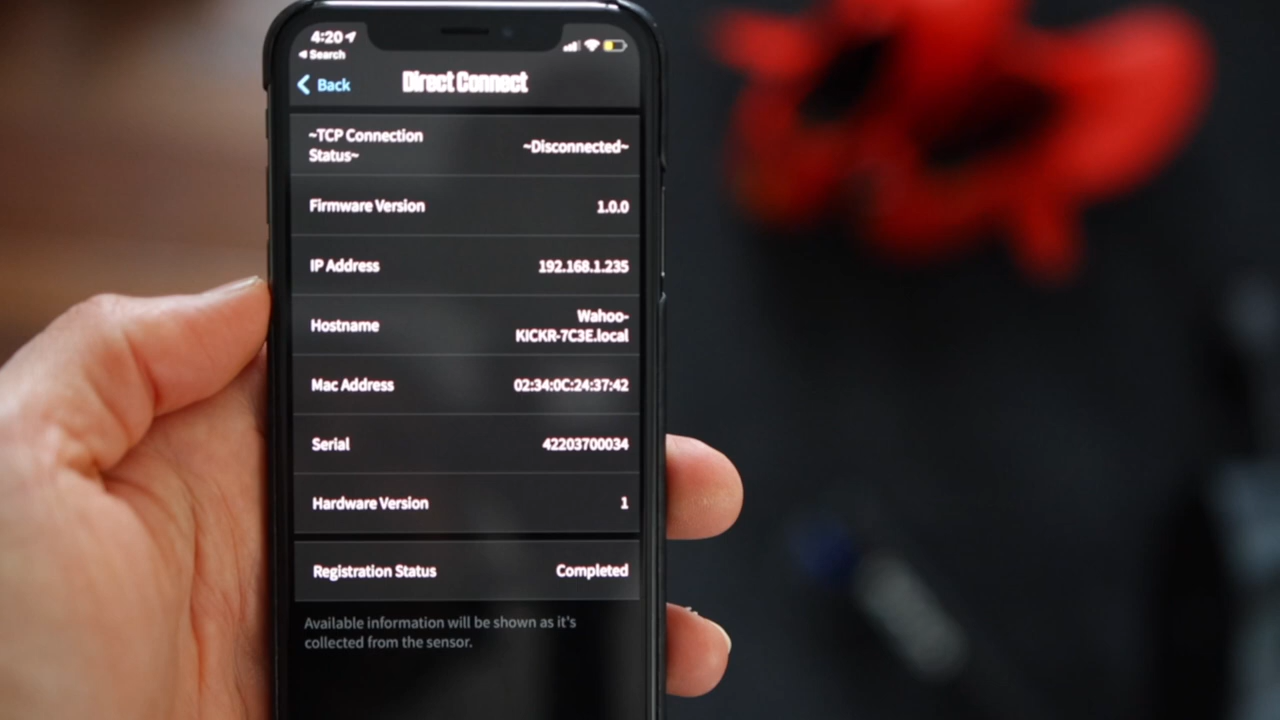 4:20
Search
Back
Direct Connect
~TCP Connection
Status~
~Disconnected~
Firmware Version
1.0.0
IP Address
192.168.1.235
Hostname
Wahoo-
KICKR-7C3E.local
Mac Address
02:34:0C:24:37:42
Serial
42203700034
Hardware Version
1
Registration Status
Completed
Available information will be shown as it's
collected from the sensor.